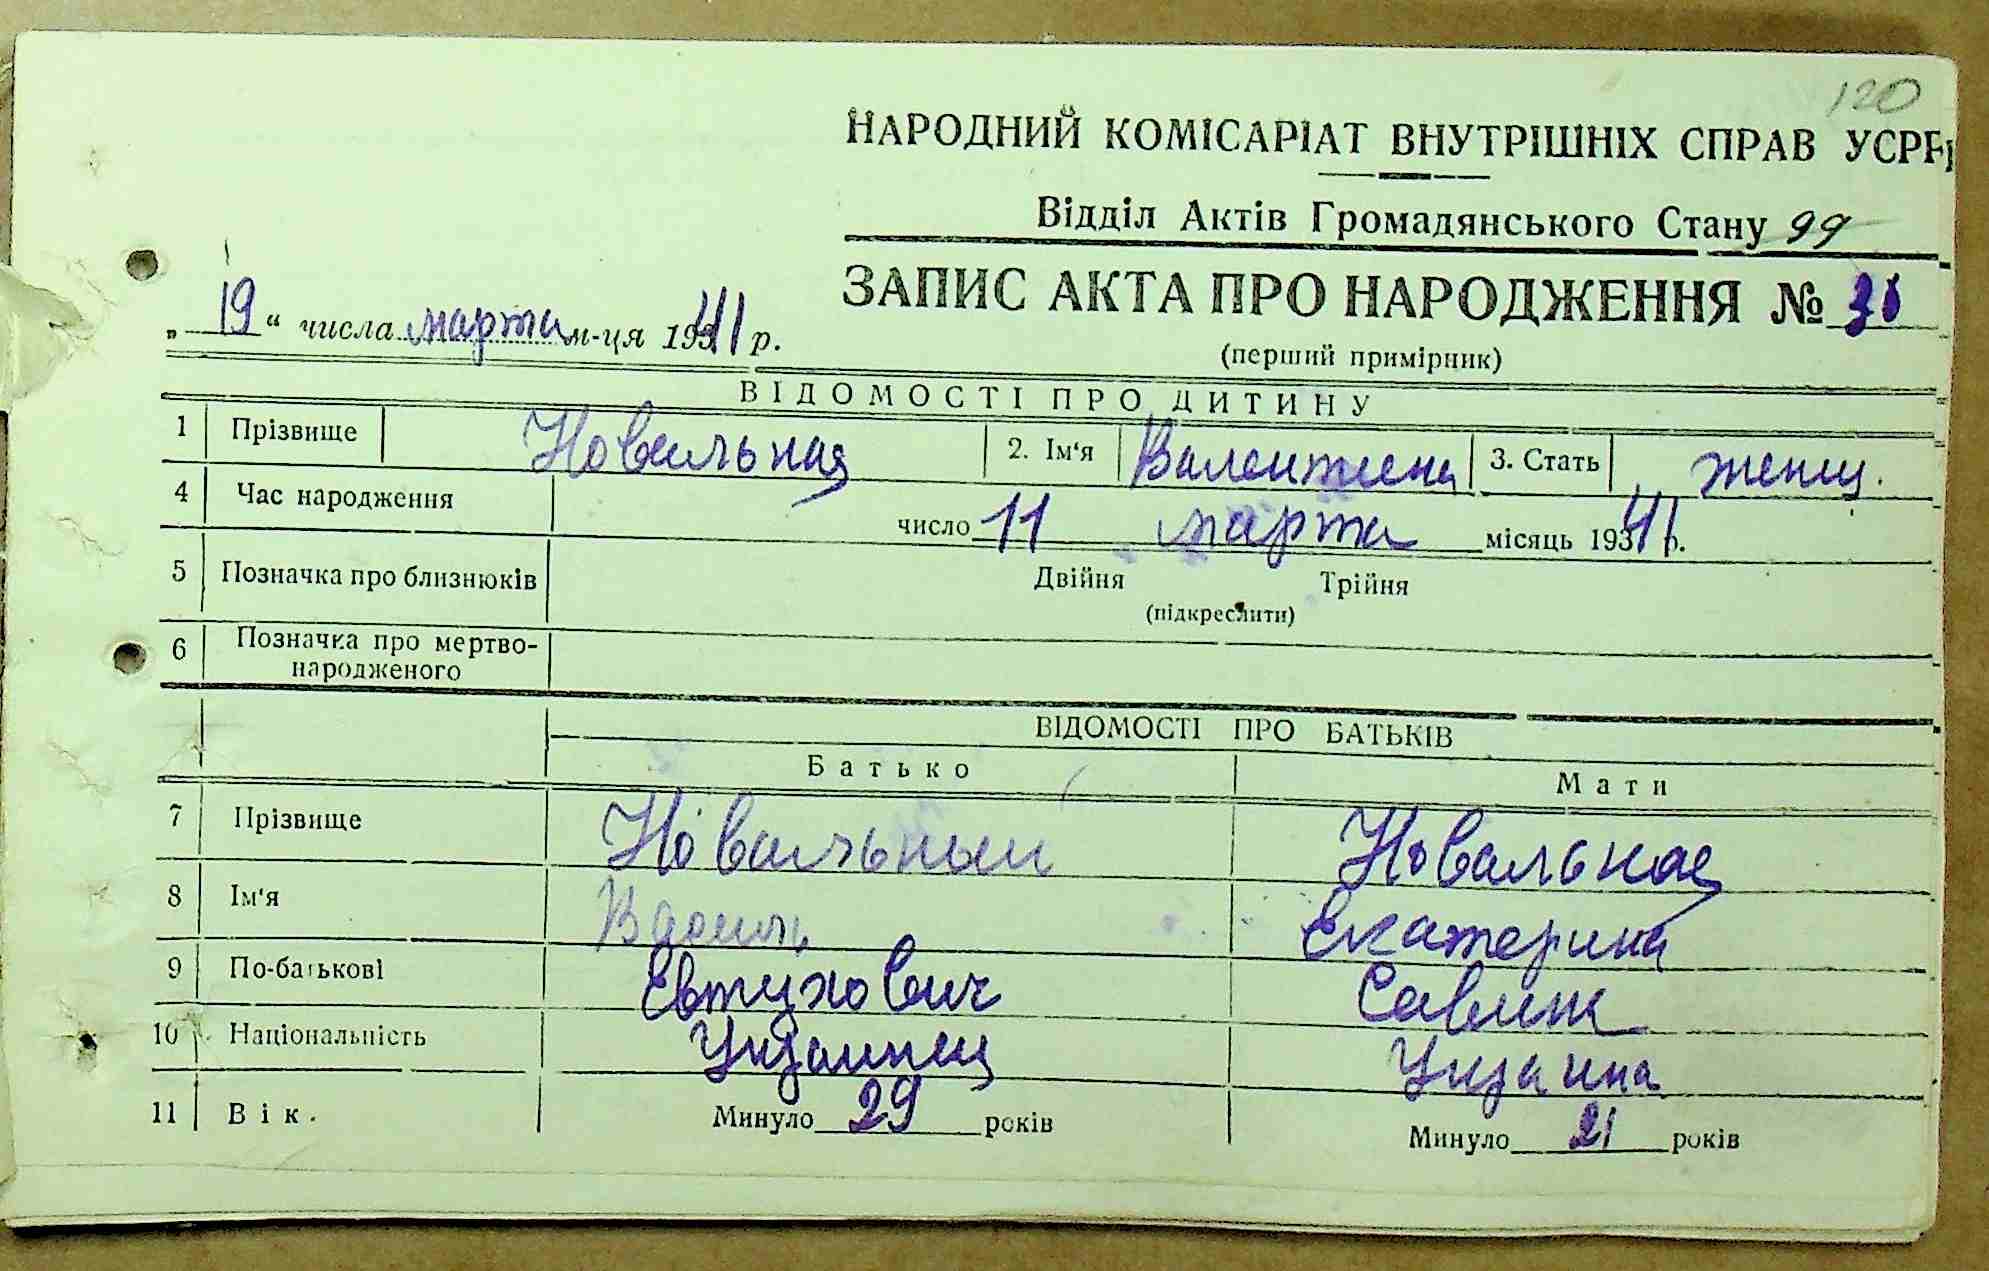 120
НАРОДНИЙ КОМІСАРІАТ ВНУТРІШНІХ СПРАВ УСРР
Відділ Актів Громадянського Стану 99
ЗАПИС АКТА ПРО НАРОДЖЕННЯ №
„19“ числа марта м-ця 1941 р.
(перший примірник)
ВІДОМОСТІ ПРО ДИТИНУ
1 Прізвище Новальная 2. Ім'я Валентина 3. Стать женщ.
4 Час народження число 11 марта місяць 1941 р.
5 Позначка про близнюків Двійня Трійня
(підкреслити)
6 Позначка про мертво-
народженого
ВІДОМОСТІ ПРО БАТЬКІВ
Батько Мати
7 Прізвище Новальный Новальная
8 Ім'я Василь Екатерина
9 По-батькові Евтухович
10 Національність Украинец
11 Вік. Минуло 29 років Минуло 21 років